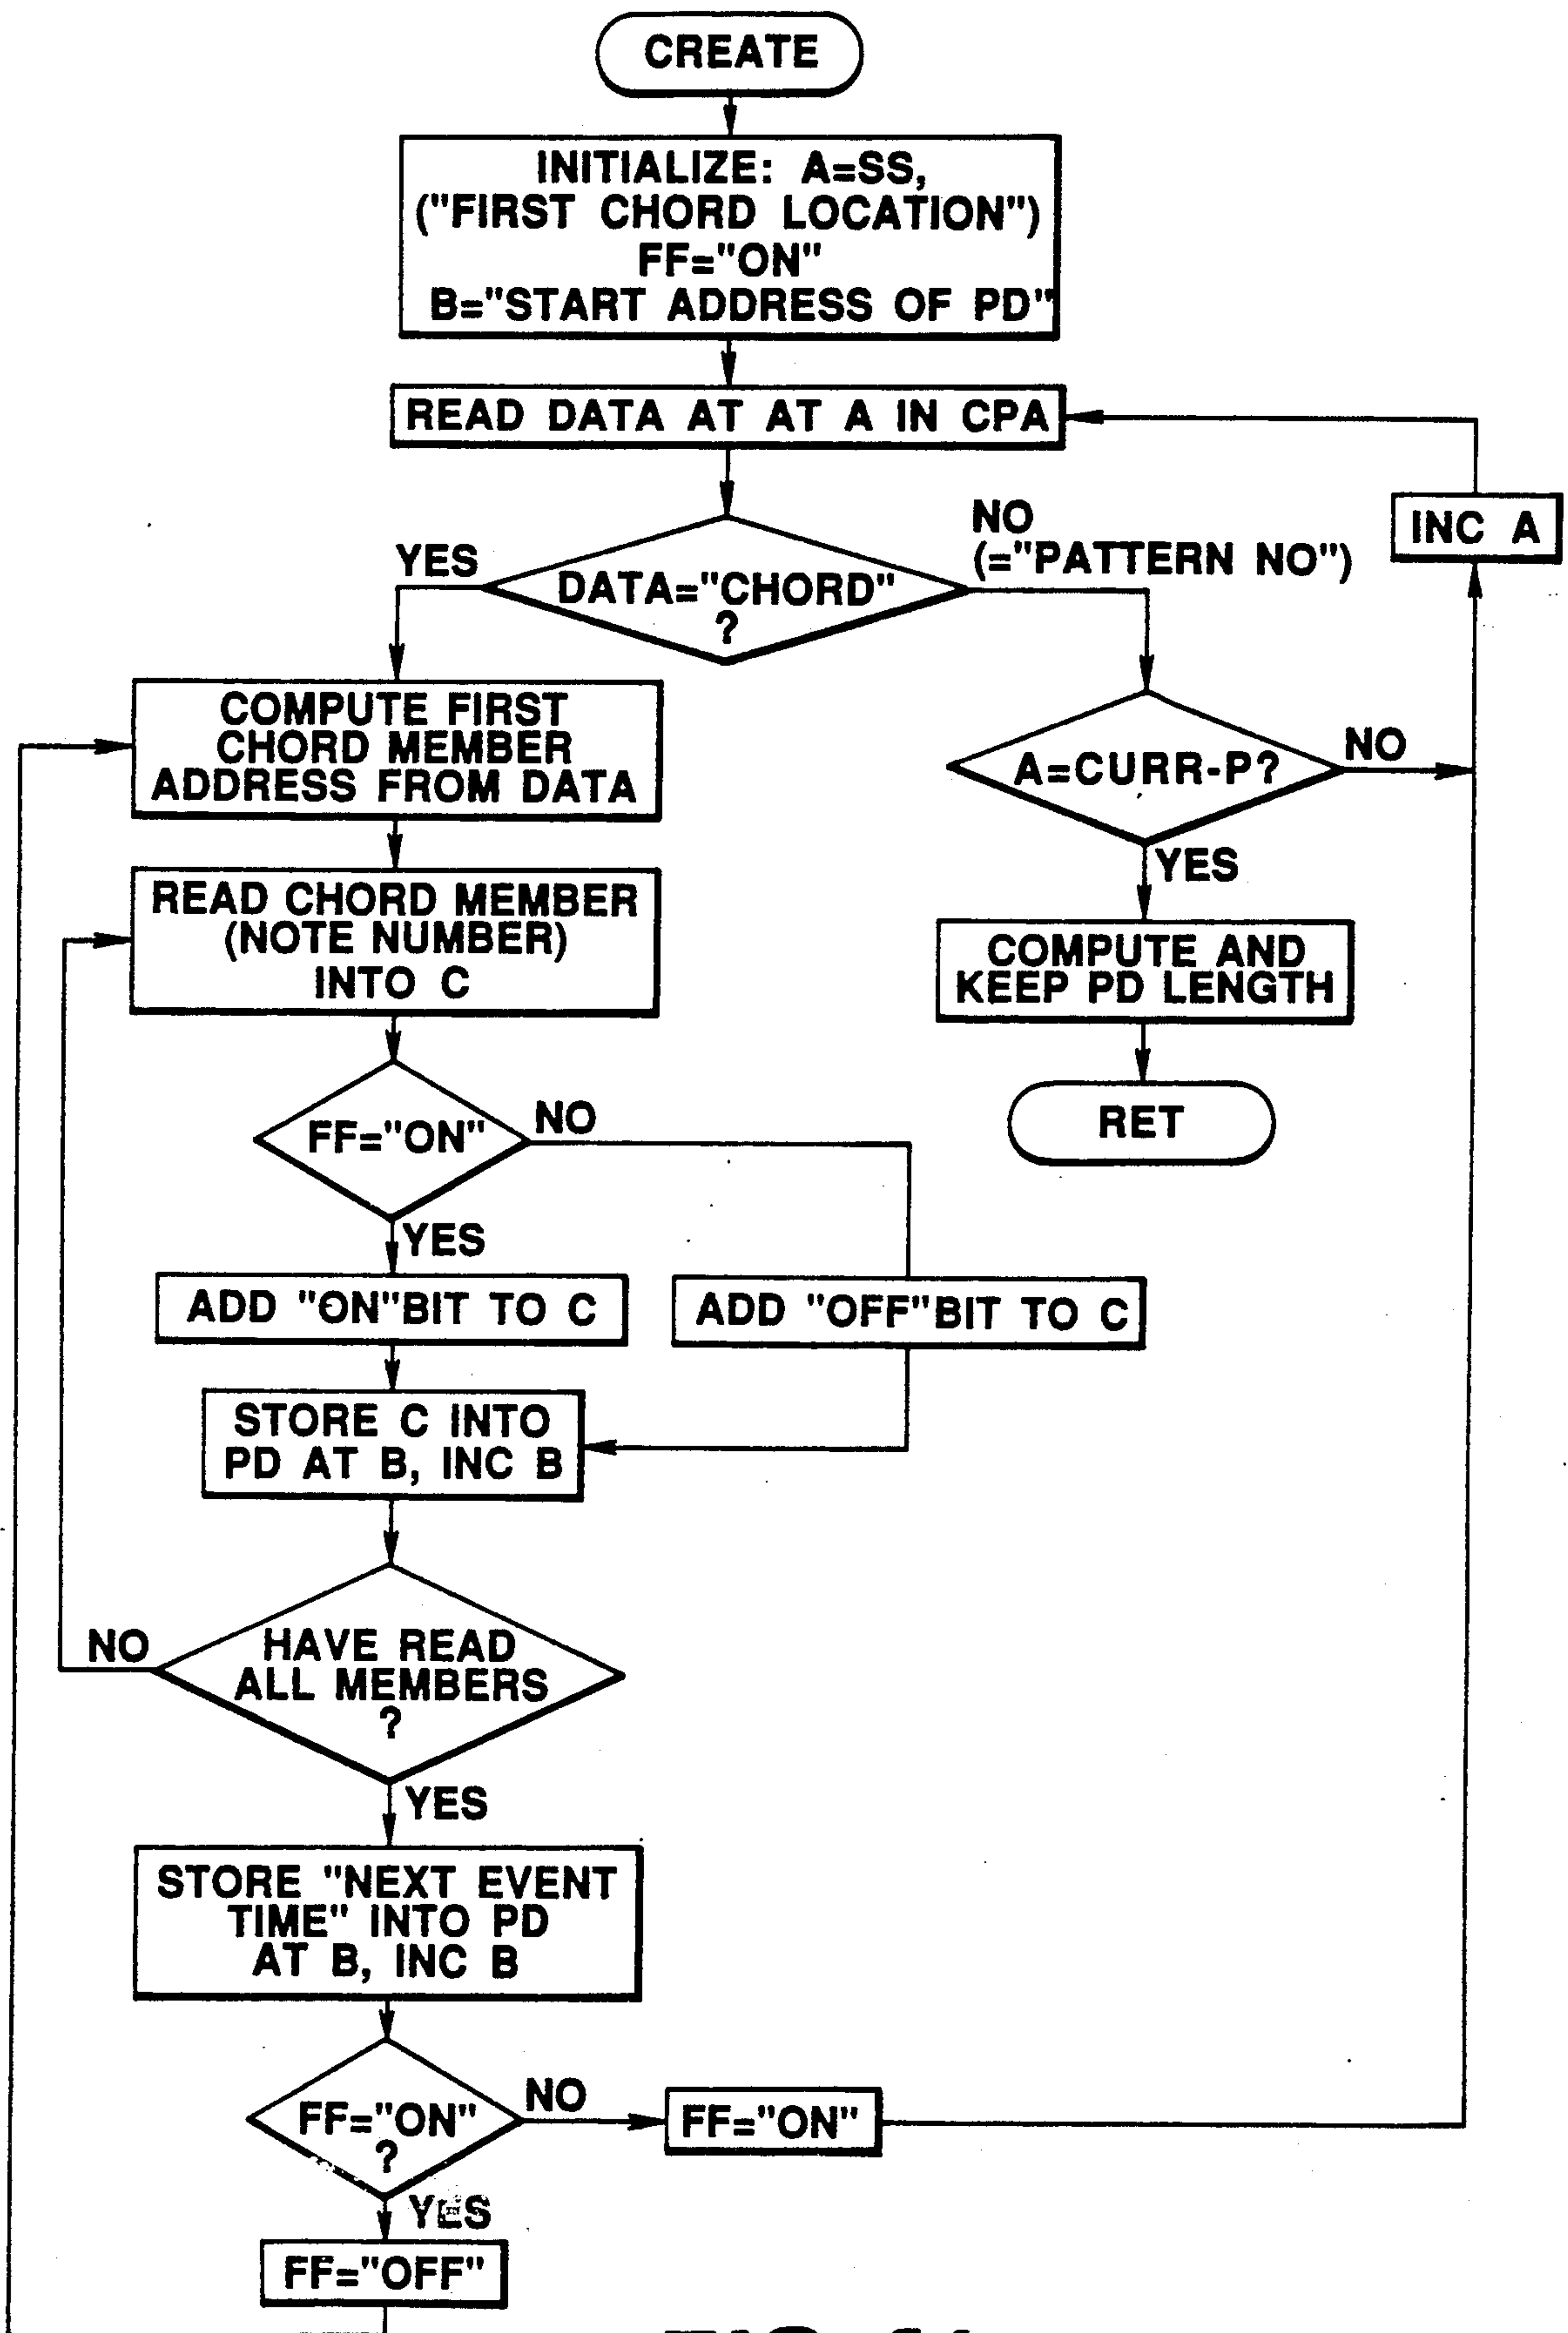 CREATE
INITIALIZE: A=SS,
("FIRST CHORD LOCATION")
FF="ON"
B="START ADDRESS OF PD"
READ DATA AT AT A IN CPA
INC A
NO
(="PATTERN NO")
YES
DATA="CHORD"
?
COMPUTE FIRST
CHORD MEMBER
ADDRESS FROM DATA
A=CURR-P?
NO
YES
READ CHORD MEMBER
(NOTE NUMBER)
INTO C
COMPUTE AND
KEEP PD LENGTH
RET
FF="ON"
NO
YES
ADD "ON"BIT TO C
ADD "OFF"BIT TO C
STORE C INTO
PD AT B, INC B
NO
HAVE READ
ALL MEMBERS
?
YES
STORE "NEXT EVENT
TIME" INTO PD
AT B, INC B
FF="ON"
?
NO
FF="ON"
YES
FF="OFF"